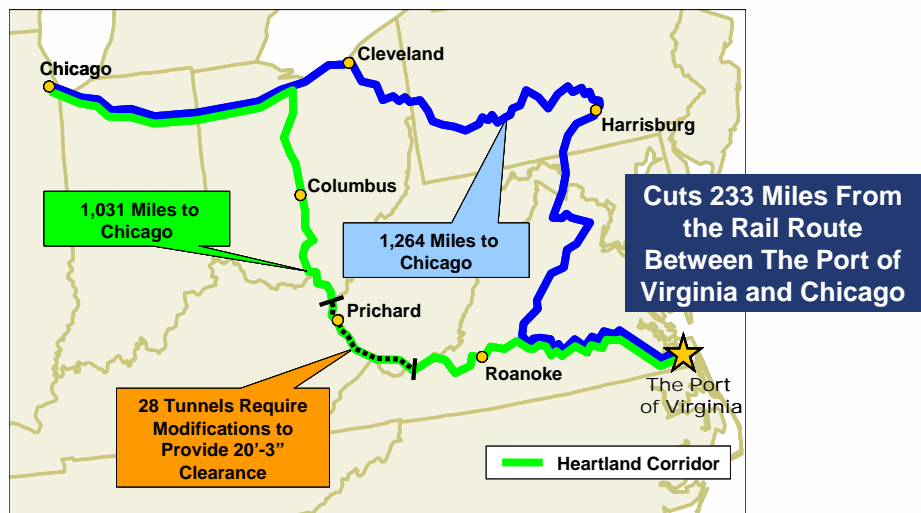 Cleveland
Chicago
Harrisburg
Columbus
1,031 Miles to
Chicago
1,264 Miles to
Chicago
Cuts 233 Miles From
the Rail Route
Between The Port of
Virginia and Chicago
Prichard
Roanoke
The Port
of Virginia
28 Tunnels Require
Modifications to
Provide 20'-3”
Clearance
Heartland Corridor